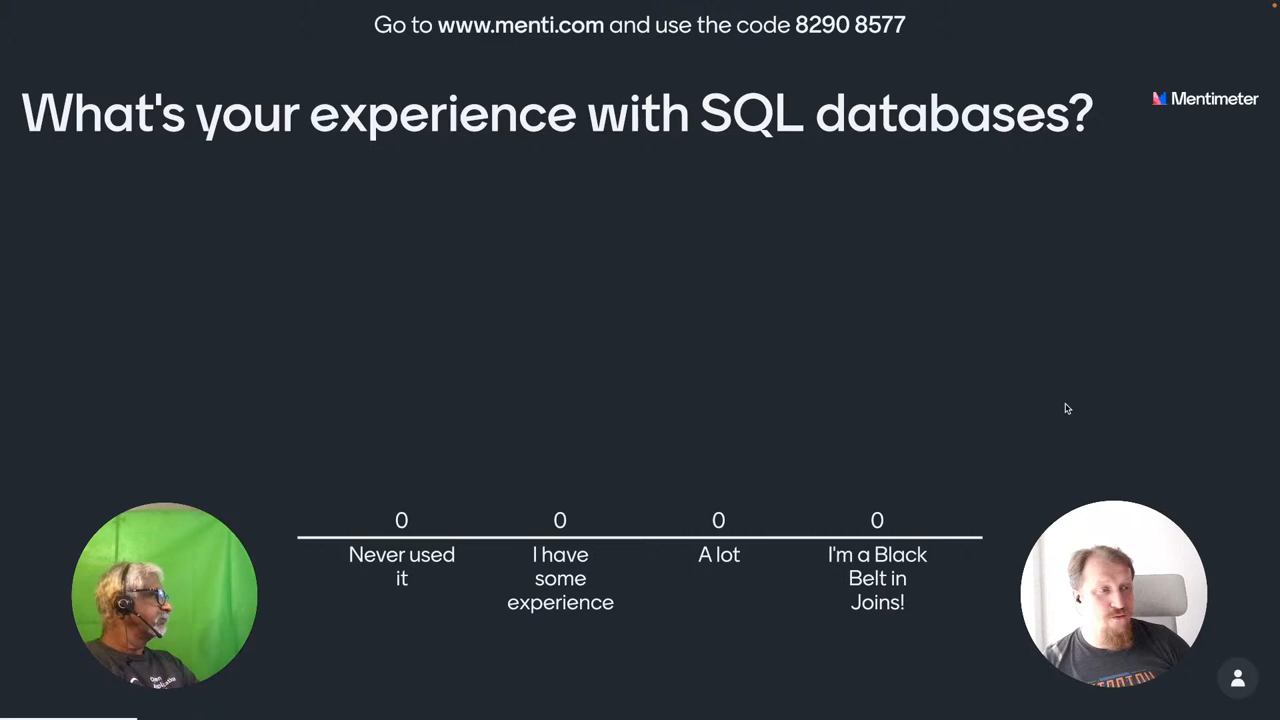 Go to www.menti.com and use the code 8290 8577
What's your experience with SQL databases?
Mentimeter
0 0 0 0
Never used
it
I have
some
experience
A lot
I'm a Black
Belt in
Joins!